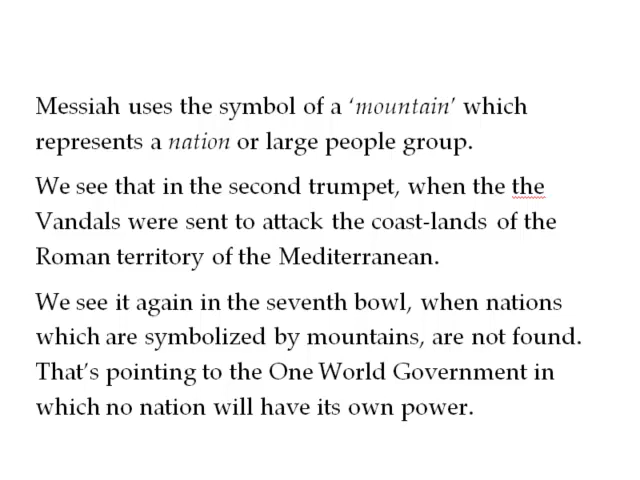 Messiah uses the symbol of a ‘mountain’ which
represents a nation or large people group.
We see that in the second trumpet, when the the
Vandals were sent to attack the coast-lands of the
Roman territory of the Mediterranean.
We see it again in the seventh bowl, when nations
which are symbolized by mountains, are not found.
That’s pointing to the One World Government in
which no nation will have its own power.